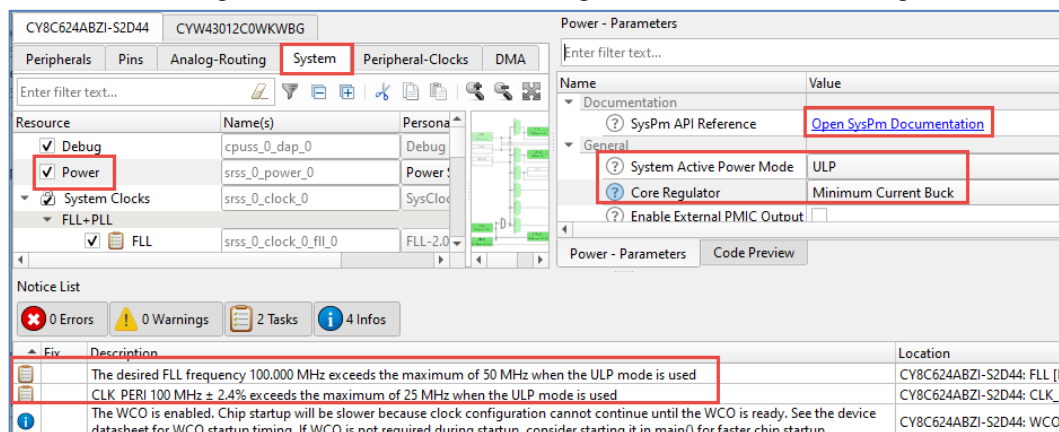 CY8C624ABZI-S2D44 CYW43012C0WKWBG
Peripherals Pins Analog-Routing System Peripheral-Clocks DMA
Enter filter text...
Resource Name(s) Persona
Debug cpuss_0_dap_0 Debug
Power srss_0_power_0 Power
System Clocks srss_0_clock_0 SysCloc
FLL+PLL
FLL srss_0_clock_0_fll_0 FLL-2.0
Power - Parameters
Enter filter text...
Name Value
Documentation
? SysPm API Reference Open SysPm Documentation
General
? System Active Power Mode ULP
? Core Regulator Minimum Current Buck
? Enable External PMIC Output
Power - Parameters Code Preview
Notice List
0 Errors 0 Warnings 2 Tasks 4 Infos
Fix Description Location
The desired FLL frequency 100.000 MHz exceeds the maximum of 50 MHz when the ULP mode is used CY8C624ABZI-S2D44: FLL
CLK_PERI 100 MHz ± 2.4% exceeds the maximum of 25 MHz when the ULP mode is used CY8C624ABZI-S2D44: CLK_
The WCO is enabled. Chip startup will be slower because clock configuration cannot continue until the WCO is ready. See the device CY8C624ABZI-S2D44: WCO
datasheet for WCO startup timing. If WCO is not required during startup, consider starting it in main() for faster chip startup.